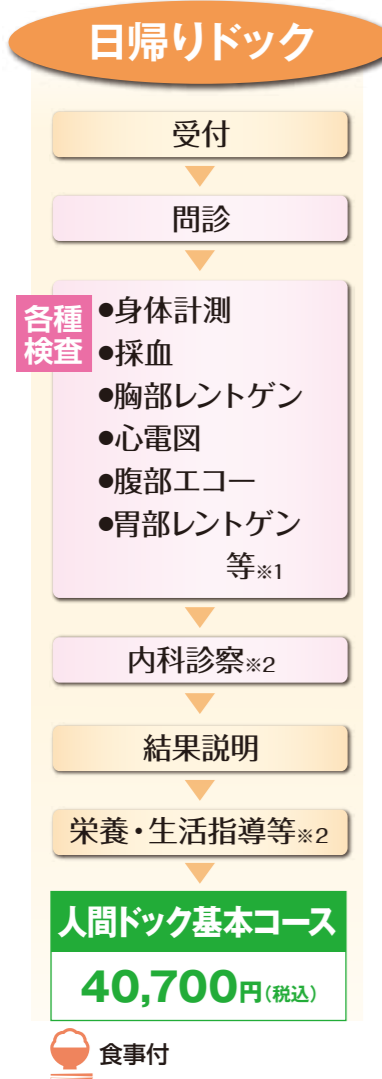 日帰りドック
受付
問診
各種
検査
●身体計測
●採血
●胸部レントゲン
●心電図
●腹部エコー
●胃部レントゲン
等※1
内科診察※2
結果説明
栄養・生活指導等※2
人間ドック基本コース
40,700円(税込)
食事付